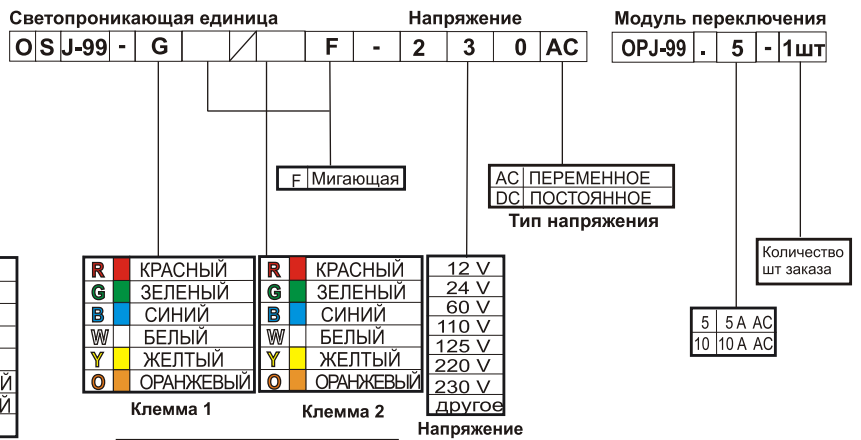 Светопроникающая единица Напряжение Модуль переключения
O S J-99 - G / F - 2 3 0 AC OPJ-99 . 5 - 1шт
F Мигающая
AC ПЕРЕМЕННОЕ
DC ПОСТОЯННОЕ
Тип напряжения
Количество
шт заказа
R КРАСНЫЙ
G ЗЕЛЕНЫЙ
B СИНИЙ
W БЕЛЫЙ
Y ЖЕЛТЫЙ
O ОРАНЖЕВЫЙ
Клемма 1
R КРАСНЫЙ
G ЗЕЛЕНЫЙ
B СИНИЙ
W БЕЛЫЙ
Y ЖЕЛТЫЙ
O ОРАНЖЕВЫЙ
Клемма 2
12 V
24 V
60 V
110 V
125 V
220 V
230 V
другое
Напряжение
5 5 A AC
10 10 A AC
Й
Й